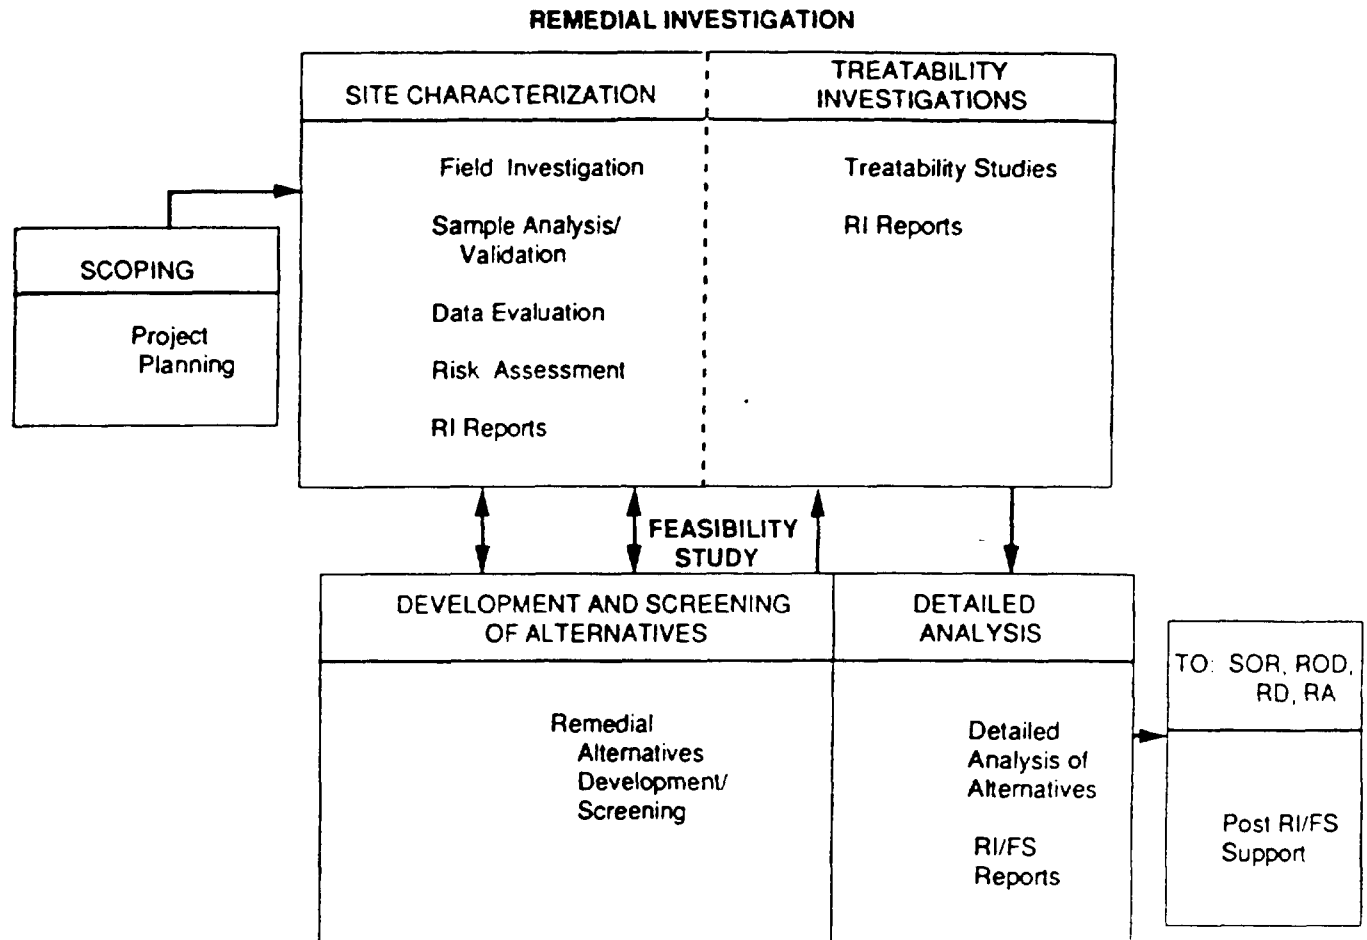 REMEDIAL INVESTIGATION
SITE CHARACTERIZATION
TREATABILITY
INVESTIGATIONS
Field Investigation
Sample Analysis/
Validation
Data Evaluation
Risk Assessment
RI Reports
Treatability Studies
RI Reports
SCOPING
Project
Planning
FEASIBILITY
STUDY
DEVELOPMENT AND SCREENING
OF ALTERNATIVES
DETAILED
ANALYSIS
Remedial
Alternatives
Development/
Screening
Detailed
Analysis of
Alternatives
RI/FS
Reports
TO: SOR, ROD,
RD, RA
Post RI/FS
Support